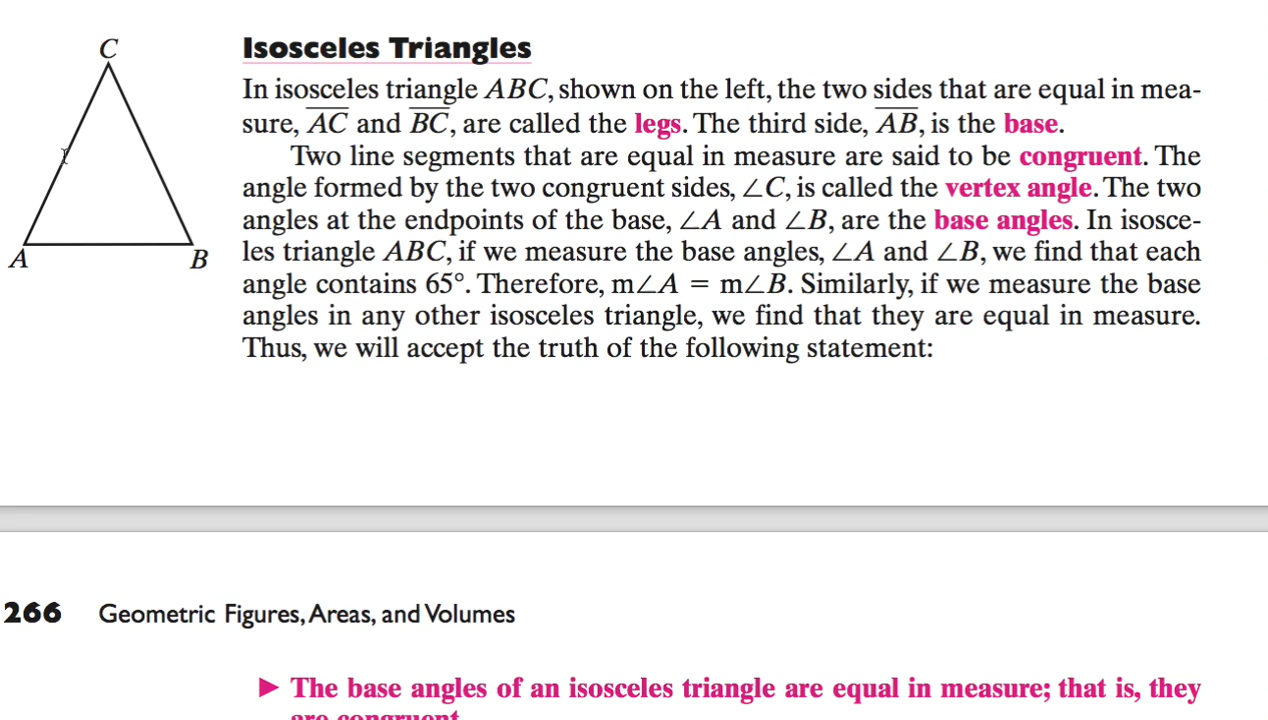 C
Isosceles Triangles
In isosceles triangle ABC, shown on the left, the two sides that are equal in mea-
sure, AC and BC, are called the legs. The third side, AB, is the base.
Two line segments that are equal in measure are said to be congruent. The
angle formed by the two congruent sides, ∠C, is called the vertex angle. The two
angles at the endpoints of the base, ∠A and ∠B, are the base angles. In isosce-
les triangle ABC, if we measure the base angles, ∠A and ∠B, we find that each
A
B
angle contains 65°. Therefore, m∠A = m∠B. Similarly, if we measure the base
angles in any other isosceles triangle, we find that they are equal in measure.
Thus, we will accept the truth of the following statement:
266 Geometric Figures, Areas, and Volumes
▶ The base angles of an isosceles triangle are equal in measure; that is, they
are congruent